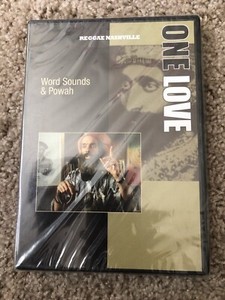 REGGAE NASHVILLE
ONE LOVE
Word Sounds
& Powah